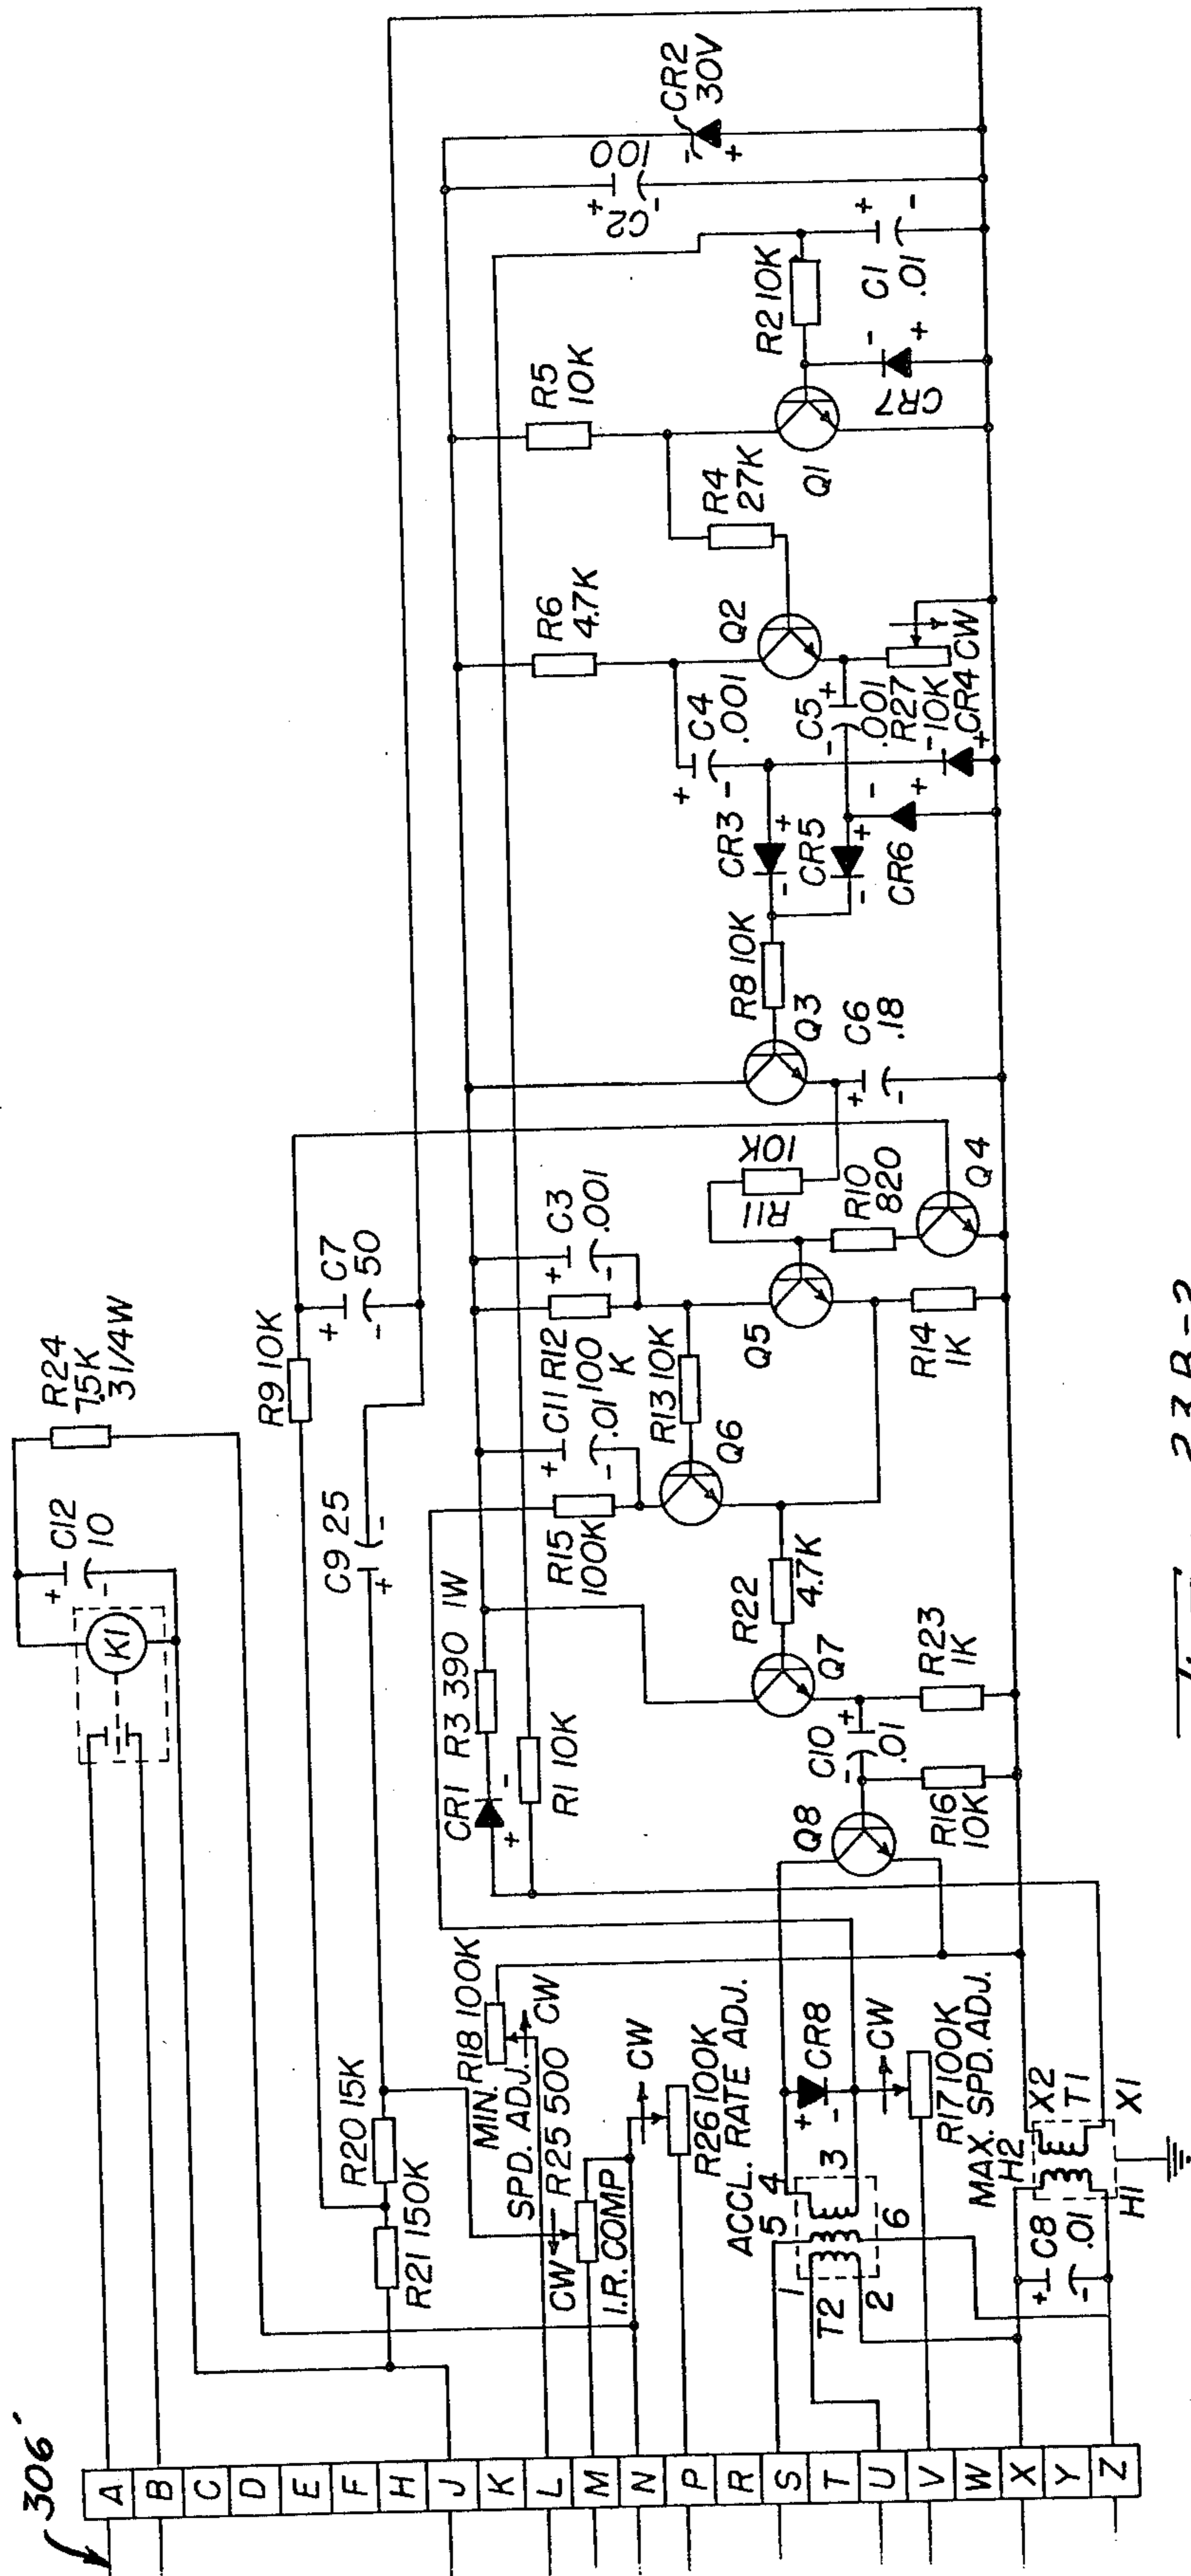 306'
A
B
C
D
E
F
H
J
K
L
M
N
P
R
S
T
U
V
W
X
Y
Z
K1
+ C12
10
-
R24
7.5K
3 1/4W
R9 10K
+ C7
- 50
C9 25
+ -
R20 15K
R21 150K
MIN. R18 100K
SPD. ADJ. CW
CW R25 500
I.R. COMP
CW
R26 100K
ACCL. RATE ADJ.
+ CR8
-
CW
R17 100K
MAX. SPD. ADJ.
1
5
4
T2
2
6
3
H2
X2
T1
X1
H1
+ C8
- .01
CR1 R3 390 1W
+ -
R1 10K
R15
100K
+ C11
- .01
R12
100
K
+ C3
- .001
R13 10K
Q6
Q5
R14
1K
R22
4.7K
Q7
R23
1K
C10 +
- .01
Q8
R16
10K
R11
10K
R10
820
Q4
Q3
+ C6
- .18
R8 10K
CR3
+ -
CR5
+ -
CR6
- +
+ C4
- .001
C5 +
- .001
R27
10K
CW
CR4
- +
R6
4.7K
Q2
R4
27K
R5
10K
Q1
CR7
- +
R2 10K
C1 +
.01 -
+ C2 -
100
CR2
30V
- +
23B-2